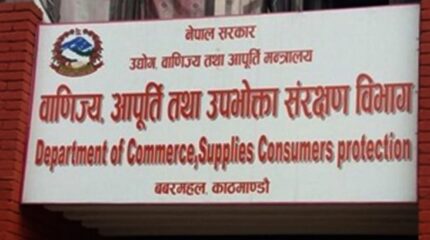 नेपाल सरकार
उद्योग, वाणिज्य तथा आपूर्ति मन्त्रालय
वाणिज्य, आपूर्ति तथा उपभोक्ता संरक्षण विभाग
Department of Commerce,Supplies Consumers protection
बबरमहल, काठमाण्डौ